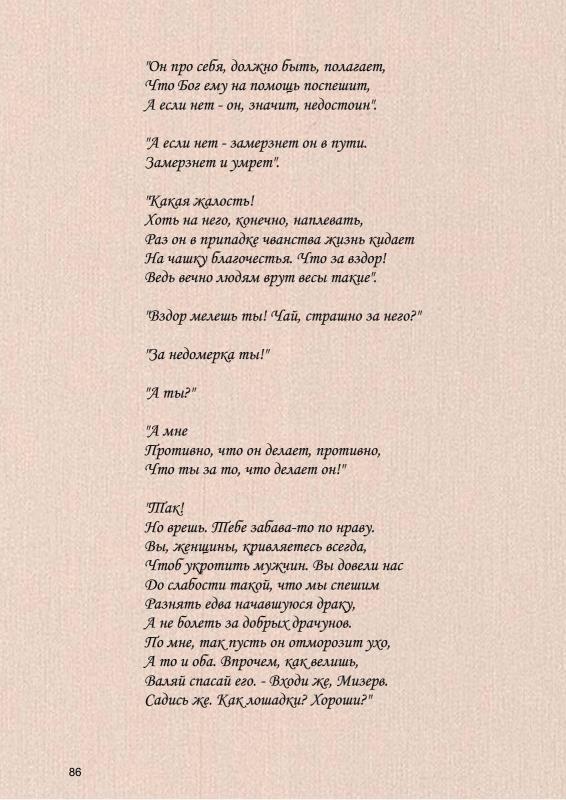 "Он про себя, должно быть, полагает,
Что Бог ему на помощь поспешит,
А если нет - он, значит, недостоин".
"А если нет - замерзнет он в пути.
Замерзнет и умрет".
"Какая жалость!
Хоть на него, конечно, наплевать,
Раз он в припадке чванства жизнь кидает
На чашку благочестья. Что за вздор!
Ведь вечно людям врут весы такие".
"Вздор мелешь ты! Чай, страшно за него?"
"За недомерка ты!"
"А ты?"
"А мне
Противно, что он делает, противно,
Что ты за то, что делает он!"
"Так!
Но врешь. Тебе забава-то по нраву.
Вы, женщины, кривляетесь всегда,
Чтоб укротить мужчин. Вы довели нас
До слабости такой, что мы спешим
Разнять едва начавшуюся драку,
А не болеть за добрых драчунов.
По мне, так пусть он отморозит ухо,
А то и оба. Впрочем, как велишь,
Валяй спасай его. - Входи же, Мизерв.
Садись же. Как лошадки? Хороши?"
86